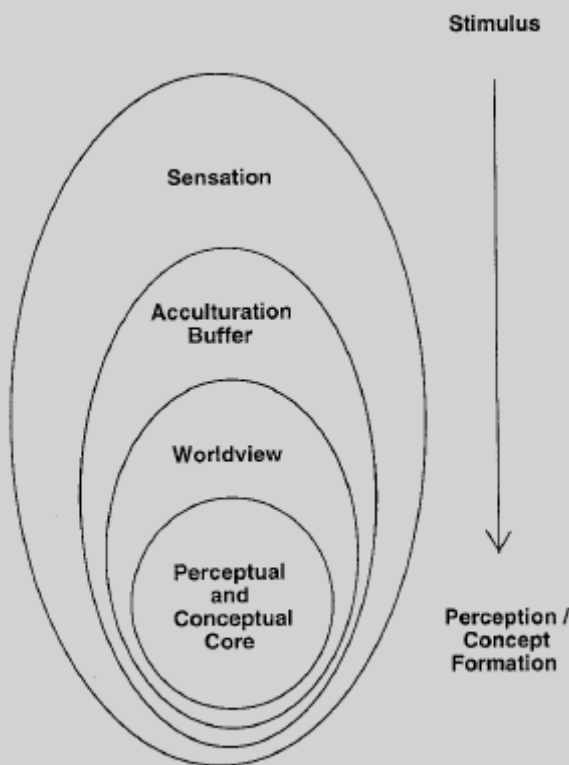 Stimulus
Sensation
Acculturation
Buffer
Worldview
Perceptual
and
Conceptual
Core
Perception /
Concept
Formation